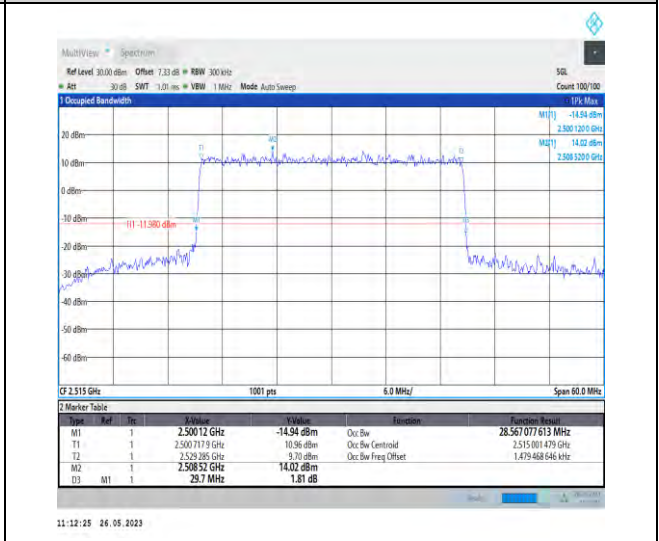 MultiView Spectrum
Ref Level 30.00 dBm Offset 7.33 dB RBW 300 kHz SGL
Att 30 dB SWT 1.01 ms VBW 1 MHz Mode Auto Sweep Count 100/100
1 Occupied Bandwidth 1Pk Max
M1[1] -14.94 dBm
2.500 120 0 GHz
M2[1] 14.02 dBm
2.508 520 0 GHz
20 dBm
M2
T1
10 dBm
0 dBm
-10 dBm
H1 -11.980 dBm
-20 dBm
-30 dBm
-40 dBm
-50 dBm
-60 dBm
CF 2.515 GHz 1001 pts 6.0 MHz/ Span 60.0 MHz
2 Marker Table
Type Ref Trc X-Value Y-Value Function Function Result
M1 1 2.500 12 GHz -14.94 dBm Occ Bw 28.567 077 613 MHz
T1 1 2.500 717 9 GHz 10.96 dBm Occ Bw Centroid 2.515 001 479 GHz
T2 1 2.529 285 GHz 9.70 dBm Occ Bw Freq Offset 1.479 468 646 kHz
M2 1 2.508 52 GHz 14.02 dBm
D3 M1 1 29.7 MHz 1.81 dB
11:12:25 26.05.2023